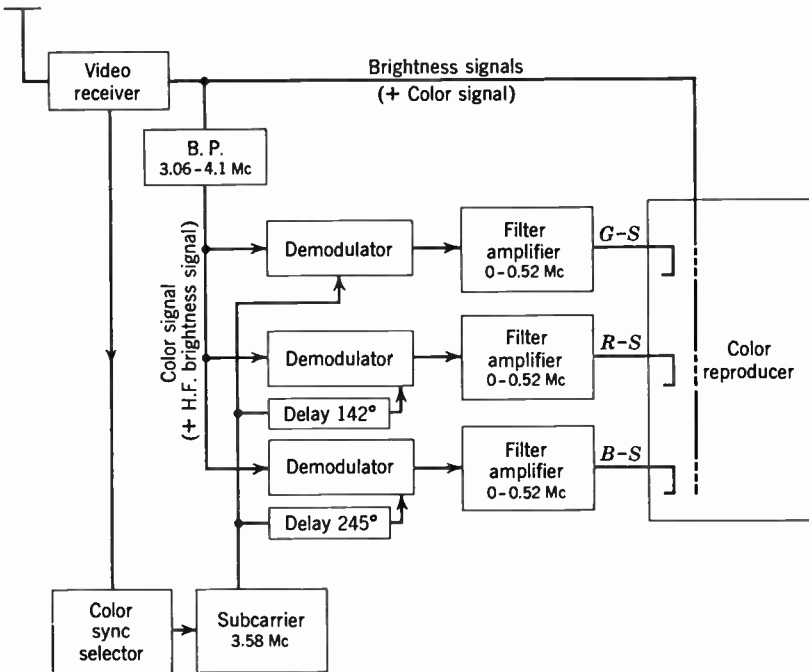 Video
receiver
Brightness signals
(+ Color signal)
B. P.
3.06–4.1 Mc
Color signal
(+ H.F. brightness signal)
Demodulator
Filter
amplifier
0–0.52 Mc
G–S
Demodulator
Filter
amplifier
0–0.52 Mc
R–S
Color
reproducer
Delay 142°
Demodulator
Filter
amplifier
0–0.52 Mc
B–S
Delay 245°
Color
sync
selector
Subcarrier
3.58 Mc